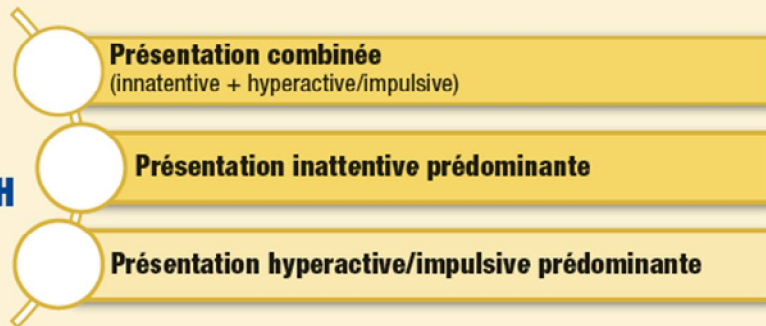 Présentation combinée
(innatentive + hyperactive/impulsive)
Présentation inattentive prédominante
H
Présentation hyperactive/impulsive prédominante